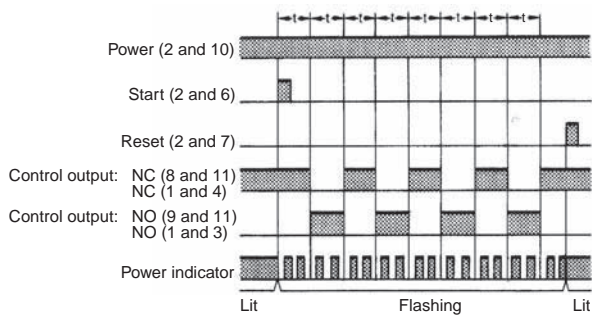 t t t t t t t t
Power (2 and 10)
Start (2 and 6)
Reset (2 and 7)
Control output: NC (8 and 11)
NC (1 and 4)
Control output: NO (9 and 11)
NO (1 and 3)
Power indicator
Lit Flashing Lit